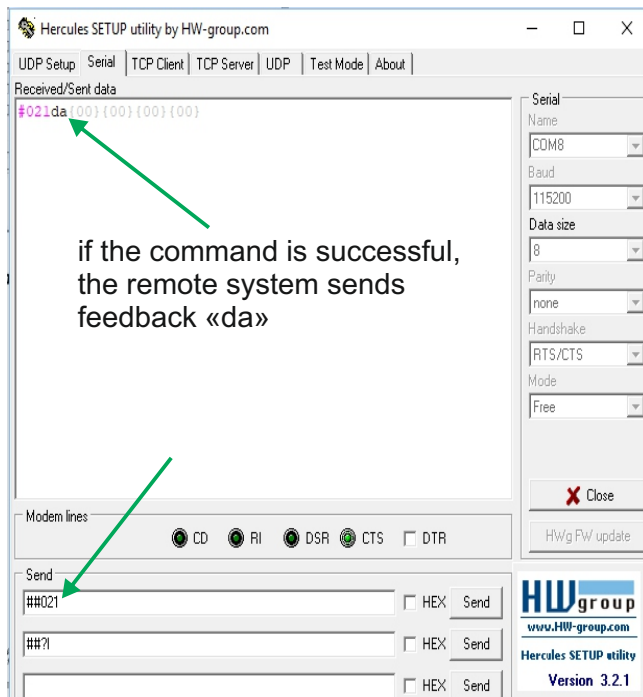 Hercules SETUP utility by HW-group.com
UDP Setup Serial TCP Client TCP Server UDP Test Mode About
Received/Sent data
#021da{00}{00}{00}{00}
if the command is successful,
the remote system sends
feedback «da»
Serial
Name
COM8
Baud
115200
Data size
8
Parity
none
Handshake
RTS/CTS
Mode
Free
Close
HWg FW update
Modem lines
CD RI DSR CTS DTR
Send
##021 HEX Send
##?I HEX Send
HEX Send
HWgroup
www.HW-group.com
Hercules SETUP utility
Version 3.2.1